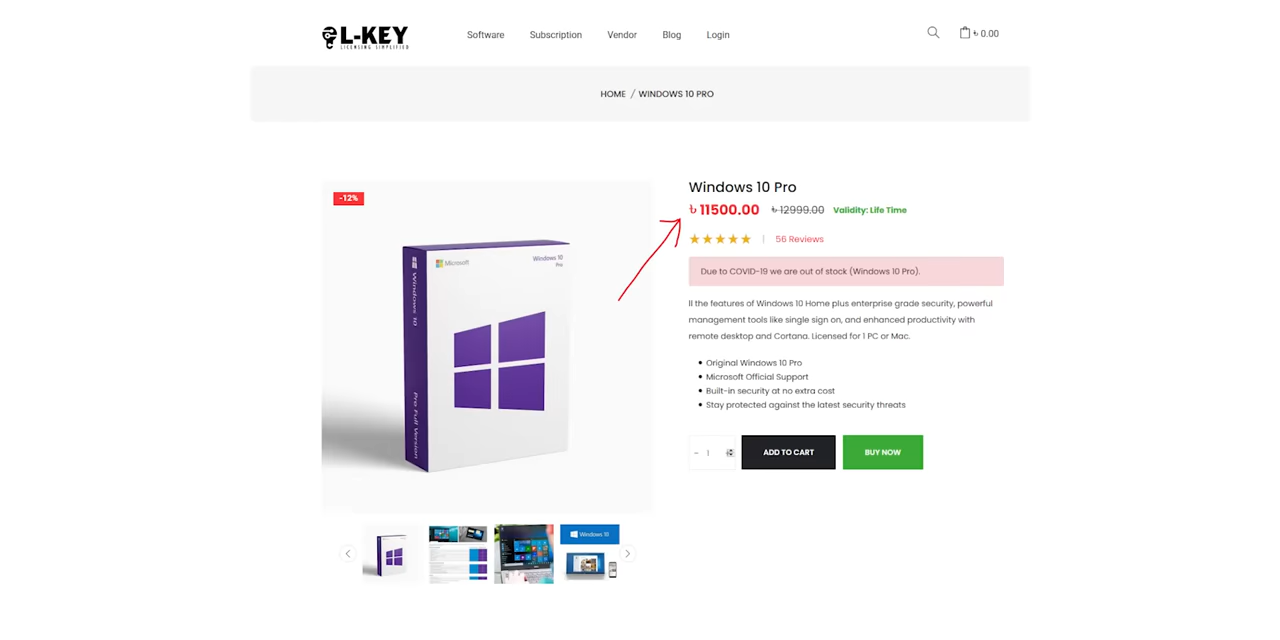 L-KEY
LICENSING SIMPLIFIED
Software Subscription Vendor Blog Login
৳ 0.00
HOME / WINDOWS 10 PRO
-12%
Windows 10 Pro
৳ 11500.00 ৳ 12999.00 Validity: Life Time
56 Reviews
Due to COVID-19 we are out of stock (Windows 10 Pro).
ll the features of Windows 10 Home plus enterprise grade security, powerful
management tools like single sign on, and enhanced productivity with
remote desktop and Cortana. Licensed for 1 PC or Mac.
Original Windows 10 Pro
Microsoft Official Support
Built-in security at no extra cost
Stay protected against the latest security threats
- 1
ADD TO CART
BUY NOW
Microsoft
Windows 10
Pro
Windows 10
Pro Full Version
Windows 10